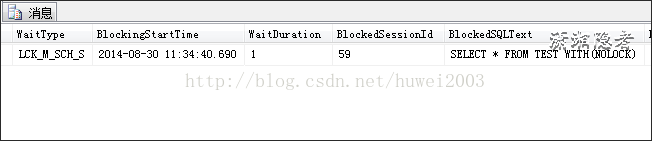 消息
WaitType BlockingStartTime WaitDuration BlockedSessionId BlockedSQLText
LCK_M_SCH_S 2014-08-30 11:34:40.690 1 59 SELECT * FROM TEST WITH(NOLOCK)
潇湘隐者
http://blog.csdn.net/huwei2003